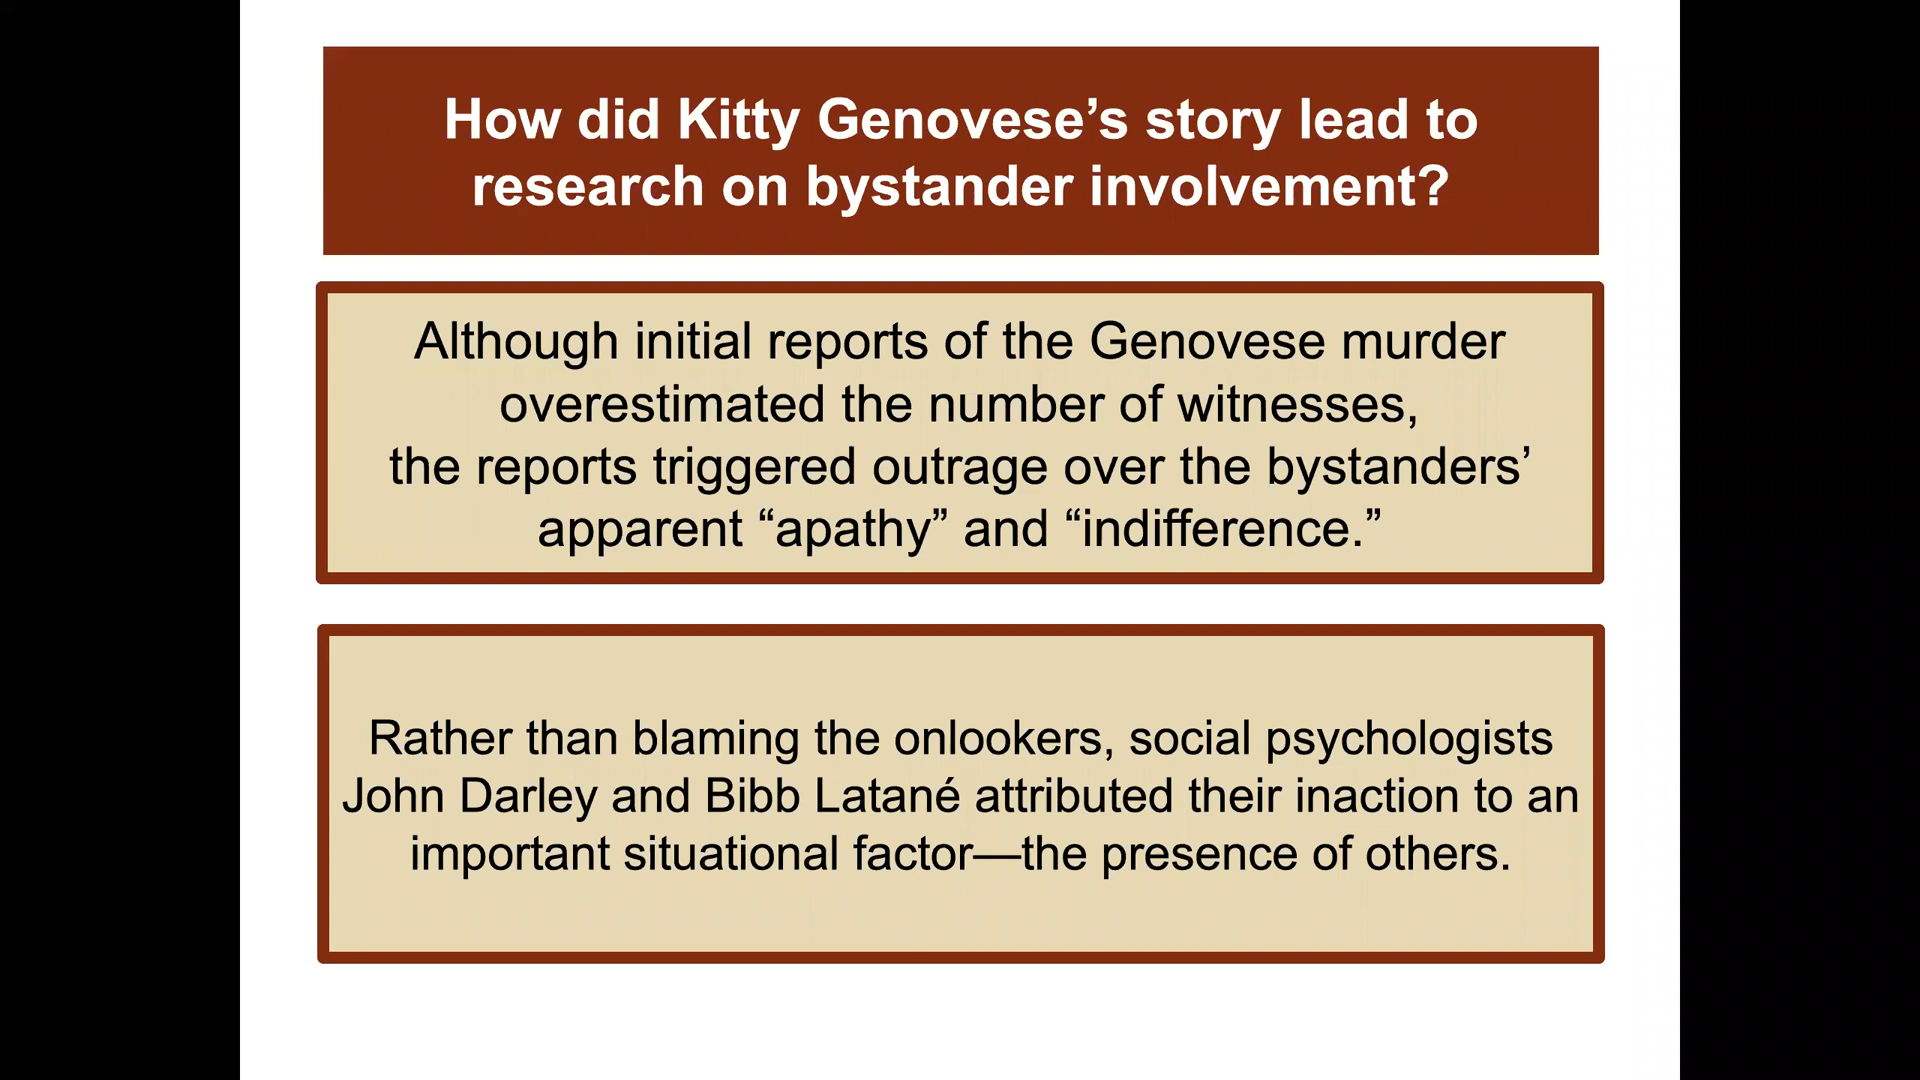 How did Kitty Genovese’s story lead to
research on bystander involvement?
Although initial reports of the Genovese murder
overestimated the number of witnesses,
the reports triggered outrage over the bystanders’
apparent “apathy” and “indifference.”
Rather than blaming the onlookers, social psychologists
John Darley and Bibb Latané attributed their inaction to an
important situational factor—the presence of others.